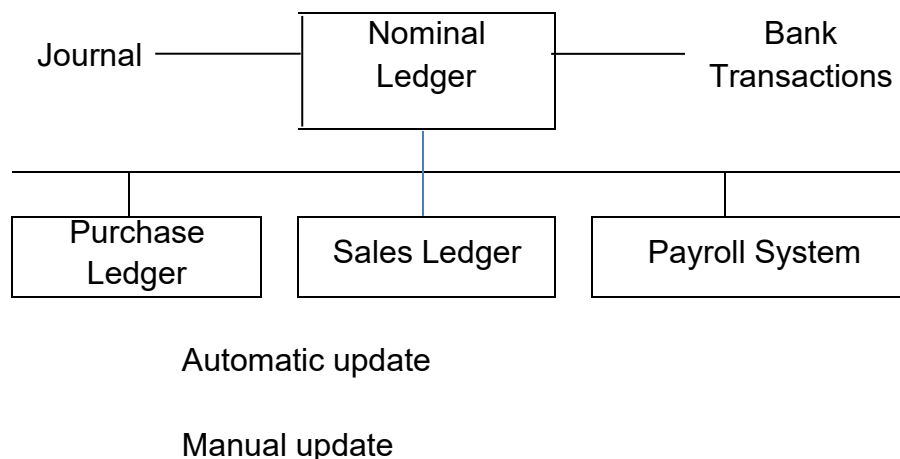 Nominal
Ledger
Journal
Bank
Transactions
Purchase
Ledger
Sales Ledger
Payroll System
Automatic update
Manual update